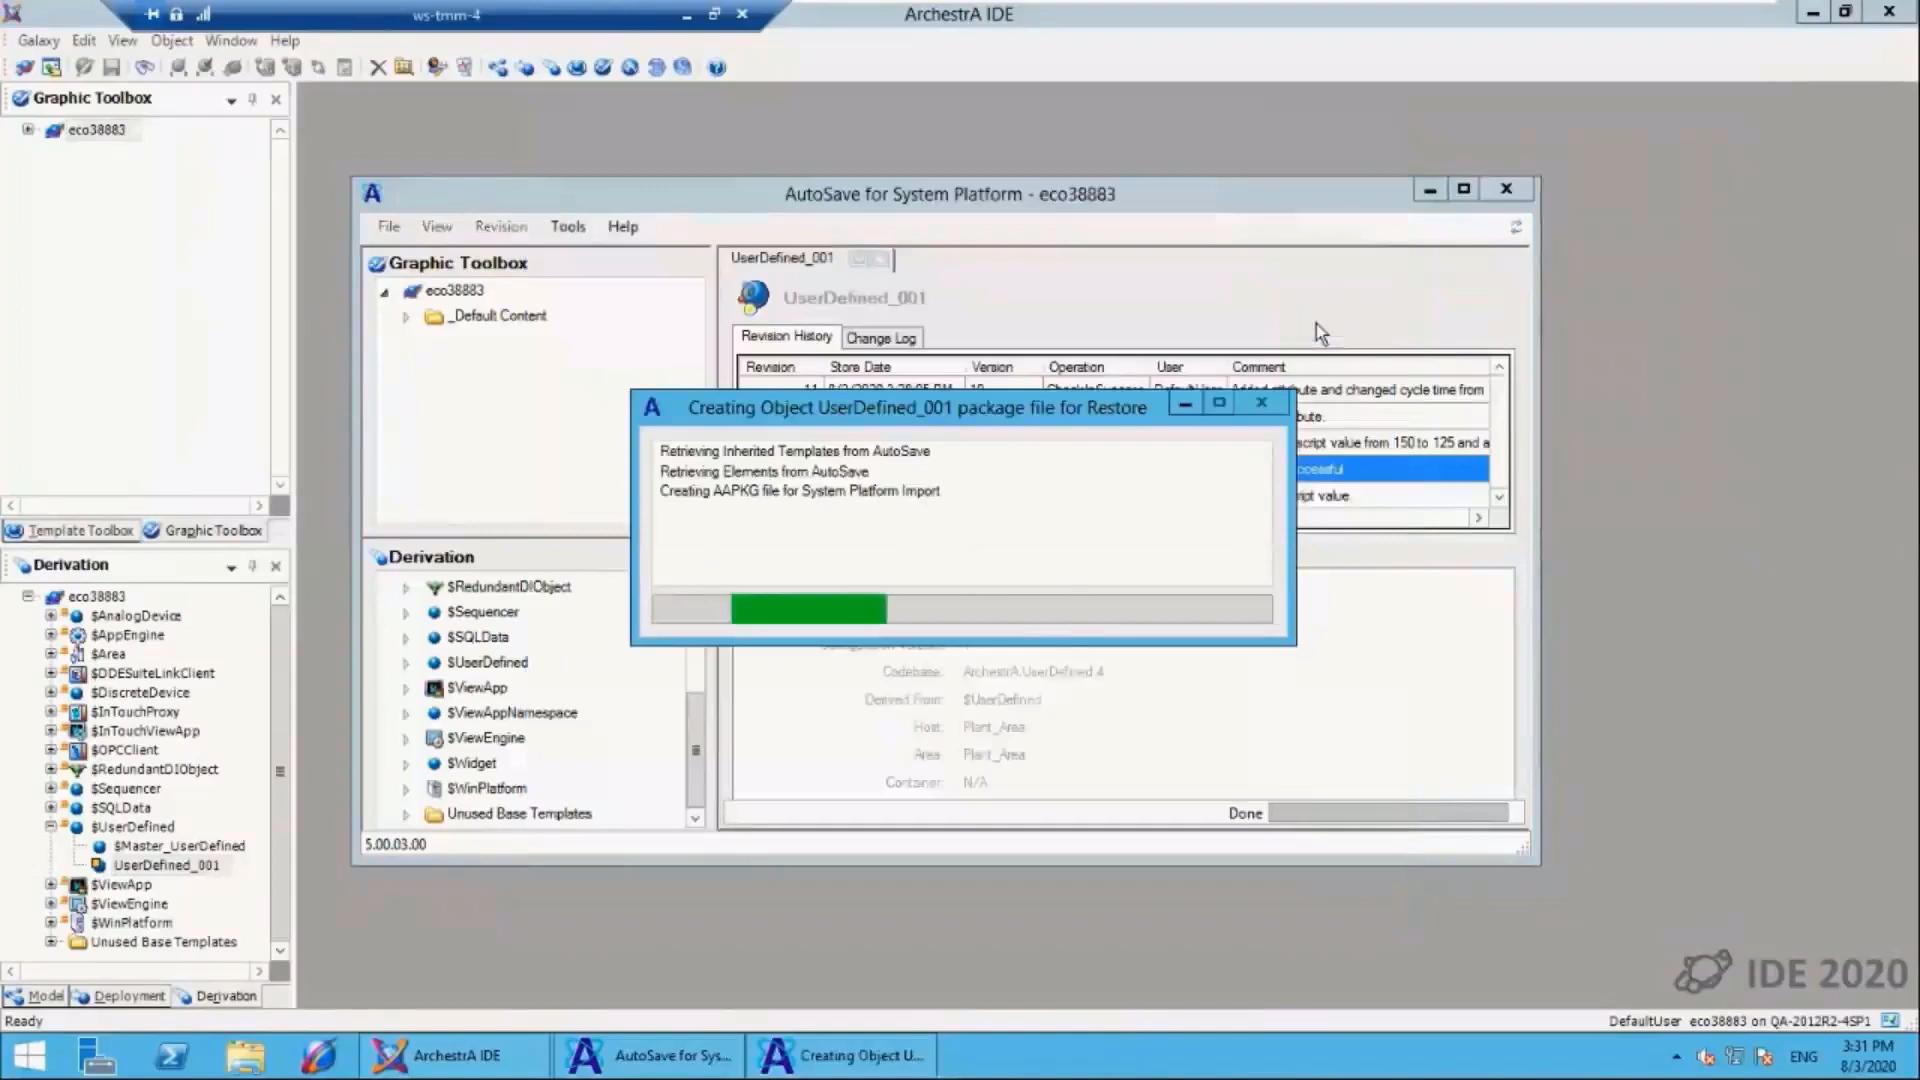 ws-tmm-4
ArchestrA IDE
Galaxy Edit View Object Window Help
Graphic Toolbox
eco38883
Template Toolbox Graphic Toolbox
Derivation
eco38883
$AnalogDevice
$AppEngine
$Area
$DDESuiteLinkClient
$DiscreteDevice
$InTouchProxy
$InTouchViewApp
$OPCClient
$RedundantDIObject
$Sequencer
$SQLData
$UserDefined
$Master_UserDefined
UserDefined_001
$ViewApp
$ViewEngine
$WinPlatform
Unused Base Templates
Model Deployment Derivation
Ready
AutoSave for System Platform - eco38883
File View Revision Tools Help
Graphic Toolbox
eco38883
_Default Content
Derivation
$RedundantDIObject
$Sequencer
$SQLData
$UserDefined
$ViewApp
$ViewAppNamespace
$ViewEngine
$Widget
$WinPlatform
Unused Base Templates
5.00.03.00
UserDefined_001
UserDefined_001
Revision History Change Log
Revision Store Date Version Operation User Comment
Added attribute and changed cycle time from
bute.
script value from 150 to 125 and a
ccessful
ript value
Creating Object UserDefined_001 package file for Restore
Retrieving Inherited Templates from AutoSave
Retrieving Elements from AutoSave
Creating AAPKG file for System Platform Import
Codebase: ArchestrA.UserDefined.4
Derived From: $UserDefined
Host: Plant_Area
Area: Plant_Area
Container: N/A
Done
IDE 2020
DefaultUser eco38883 on QA-2012R2-4SP1
ArchestrA IDE
AutoSave for Sys...
Creating Object U...
ENG
3:31 PM
8/3/2020